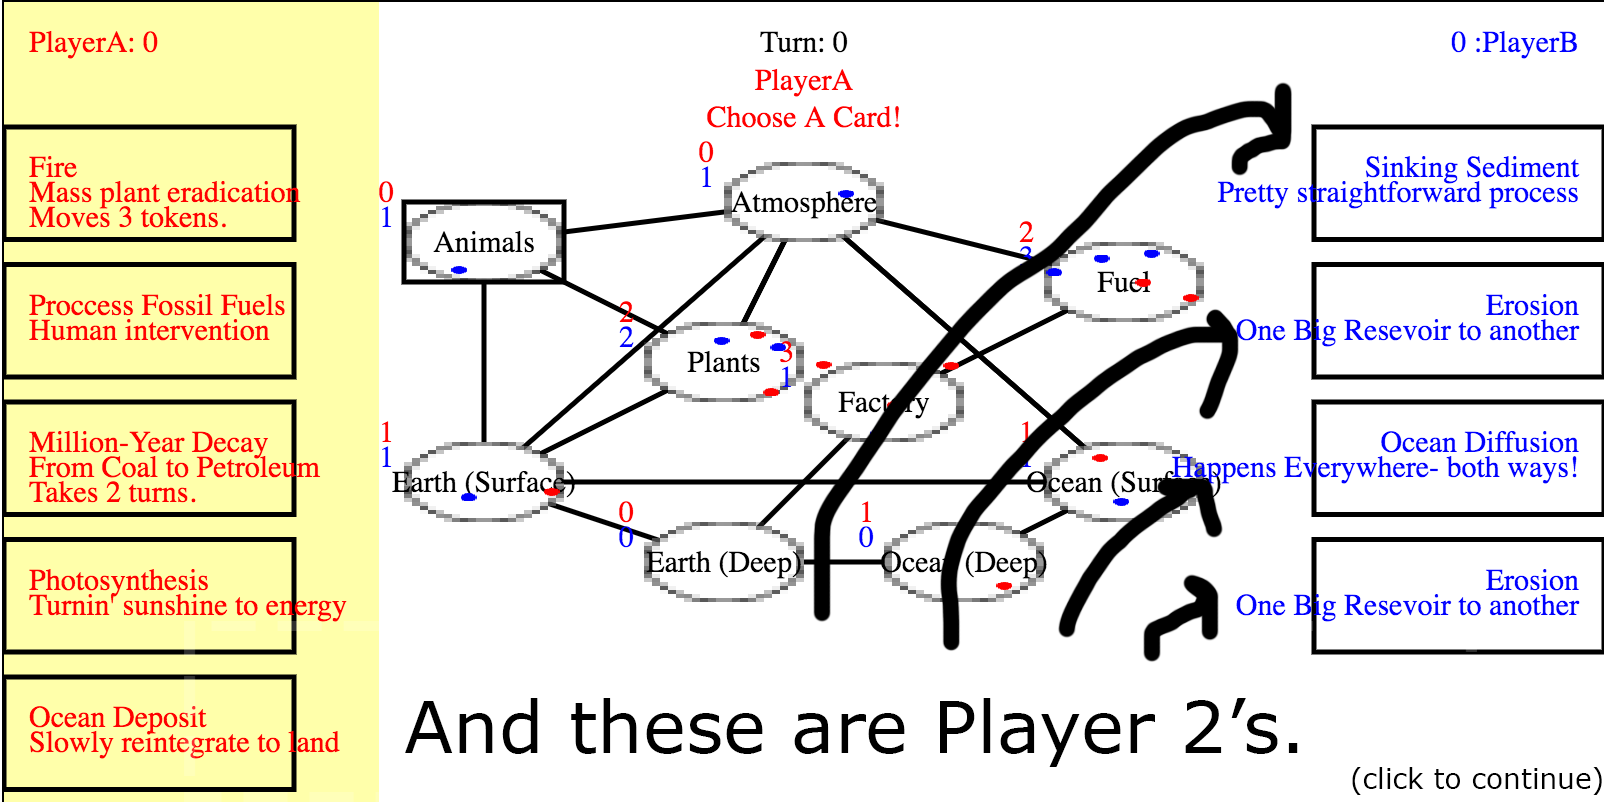 PlayerA: 0
Turn: 0
0 :PlayerB
PlayerA
Choose A Card!
Fire
Mass plant eradication
Moves 3 tokens.
Proccess Fossil Fuels
Human intervention
Million-Year Decay
From Coal to Petroleum
Takes 2 turns.
Photosynthesis
Turnin' sunshine to energy
Ocean Deposit
Slowly reintegrate to land
0
1
Atmosphere
0
1
Animals
2
3
Fuel
2
2
Plants
3
1
Factory
1
1
Earth (Surface)
1
1
Ocean (Surface)
0
0
Earth (Deep)
1
0
Ocean (Deep)
Sinking Sediment
Pretty straightforward process
Erosion
One Big Resevoir to another
Ocean Diffusion
Happens Everywhere- both ways!
Erosion
One Big Resevoir to another
And these are Player 2’s.
(click to continue)